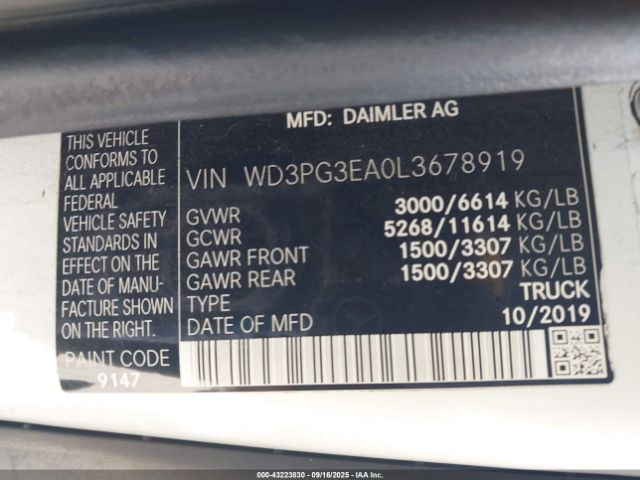 MFD: DAIMLER AG
THIS VEHICLE
CONFORMS TO
ALL APPLICABLE
FEDERAL
VEHICLE SAFETY
STANDARDS IN
EFFECT ON THE
DATE OF MANU-
FACTURE SHOWN
ON THE RIGHT.
PAINT CODE
9147
VIN WD3PG3EA0L3678919
GVWR 3000/6614 KG/LB
GCWR 5268/11614 KG/LB
GAWR FRONT 1500/3307 KG/LB
GAWR REAR 1500/3307 KG/LB
TYPE TRUCK
DATE OF MFD 10/2019
000-43223830 - 09/16/2025 - IAA Inc.